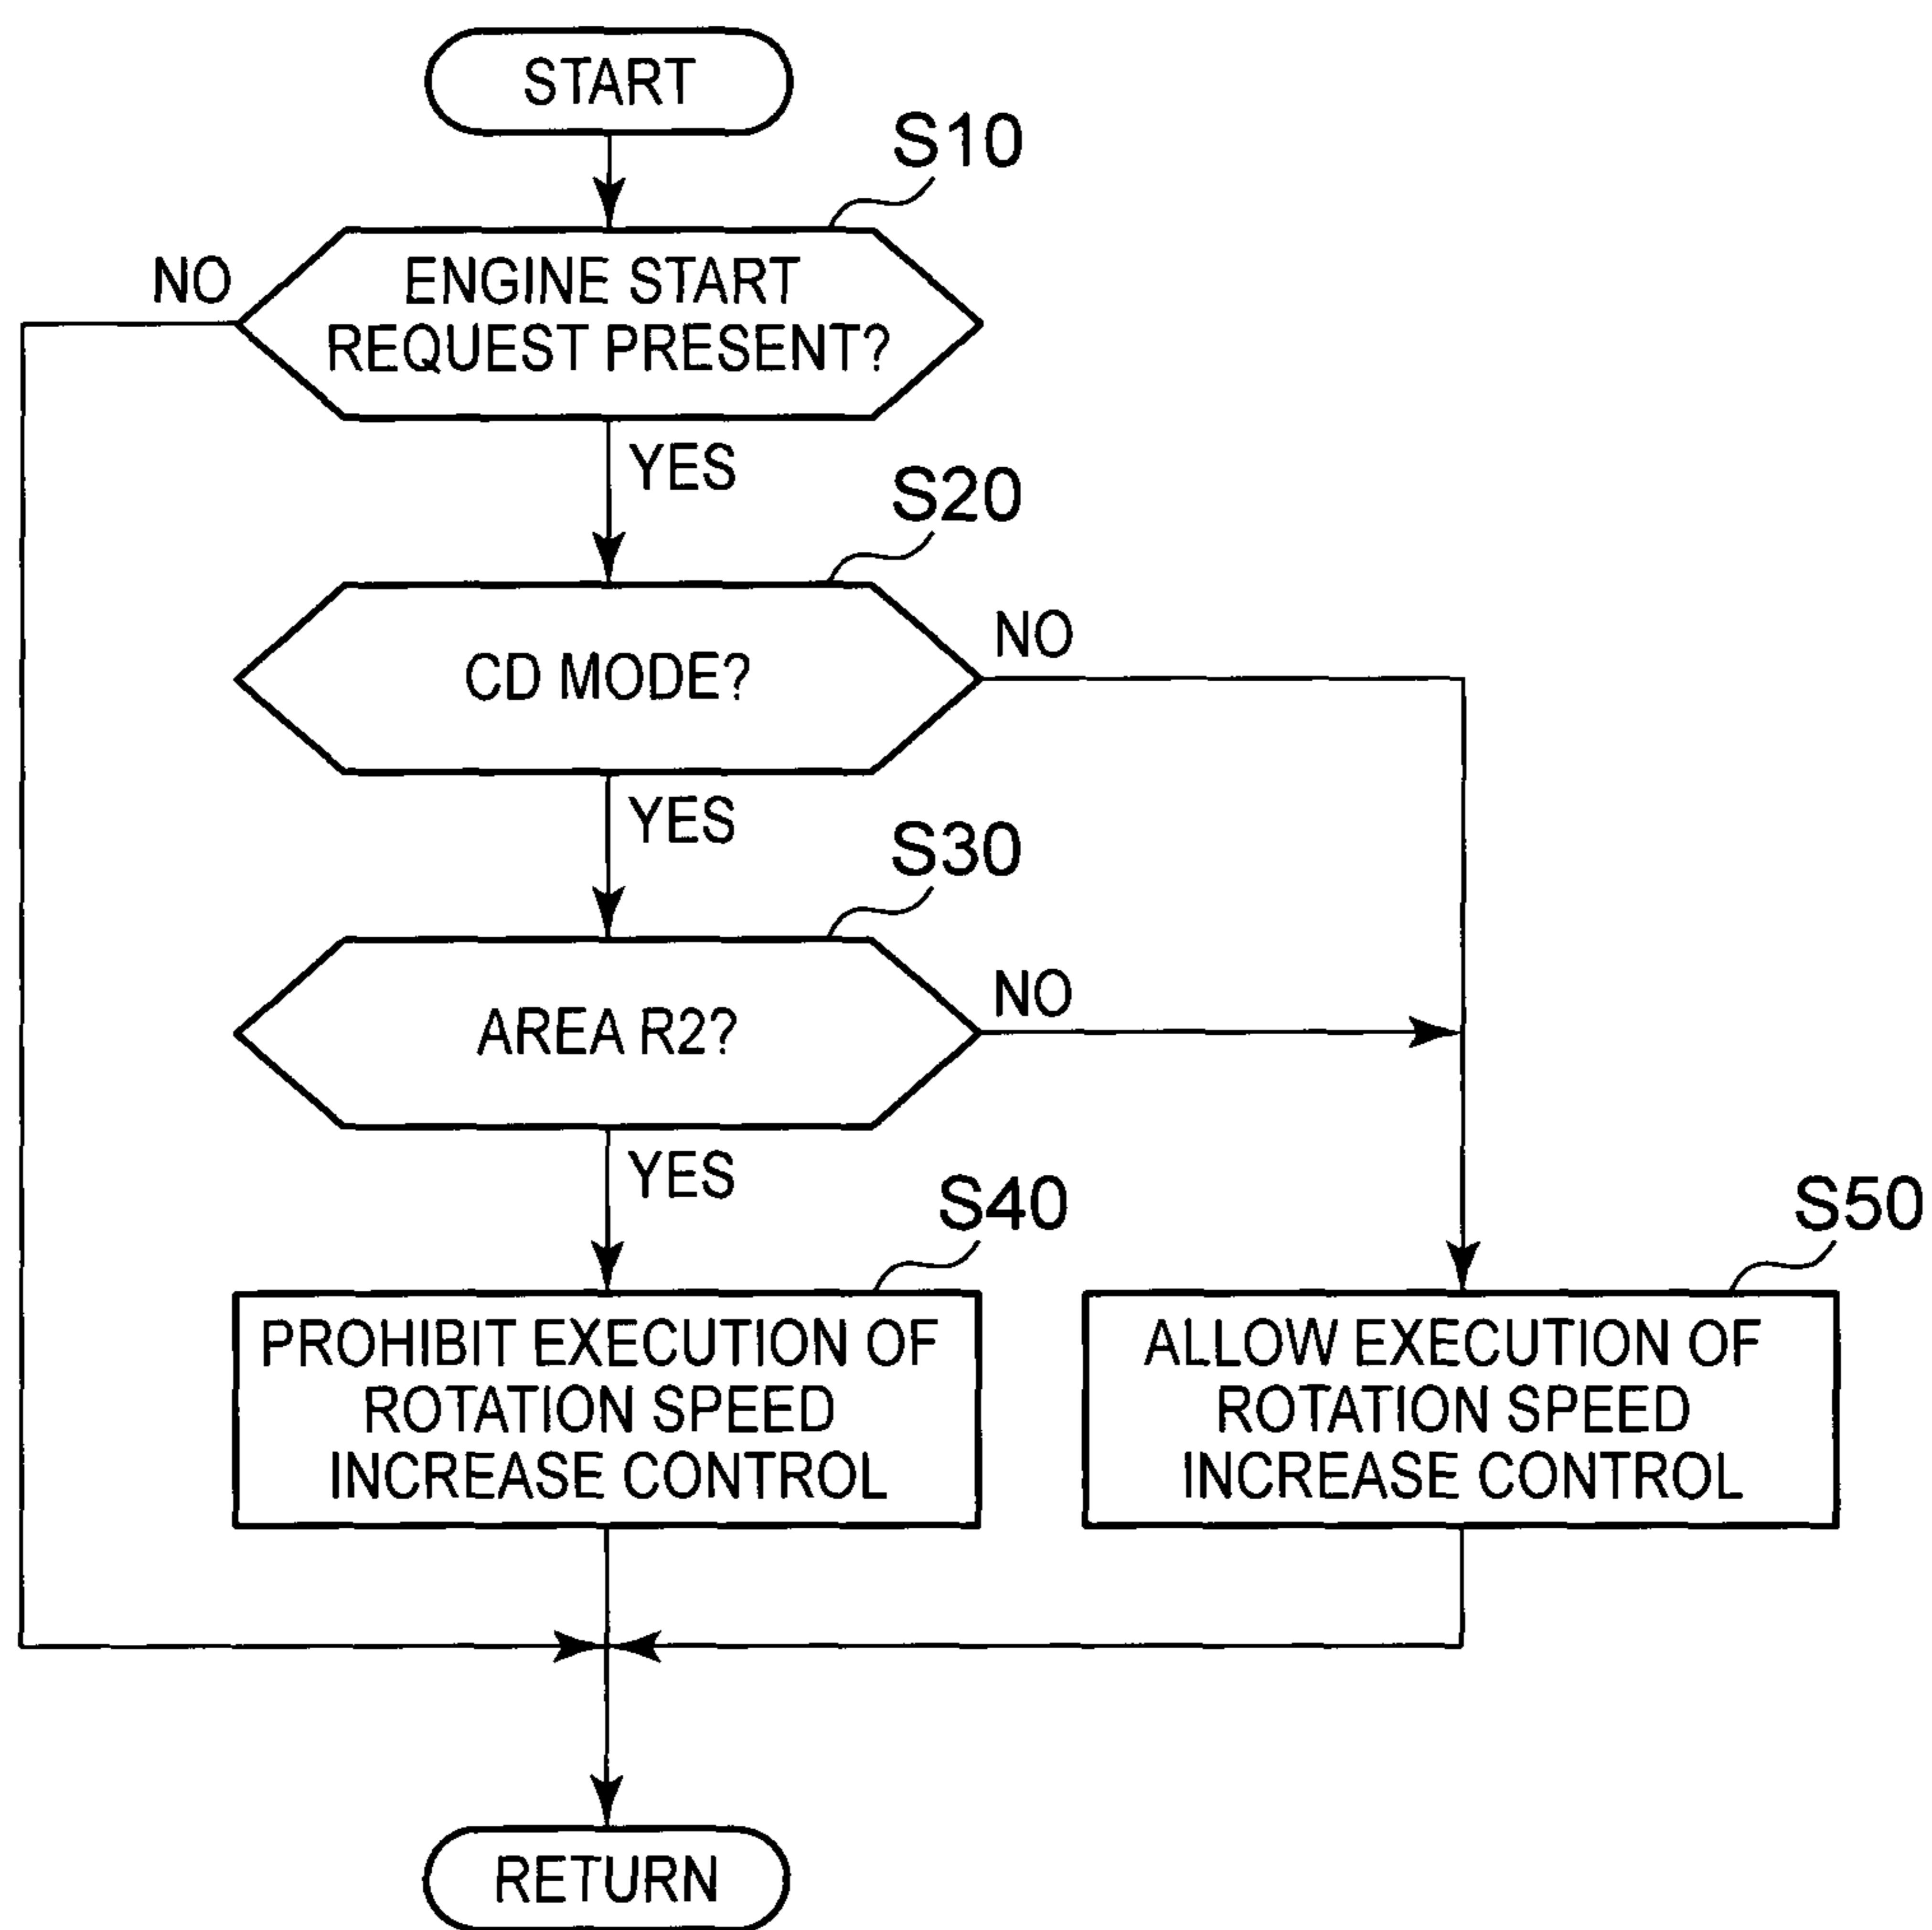 START
S10
NO
ENGINE START
REQUEST PRESENT?
YES
S20
NO
CD MODE?
YES
S30
NO
AREA R2?
YES
S40
S50
PROHIBIT EXECUTION OF
ROTATION SPEED
INCREASE CONTROL
ALLOW EXECUTION OF
ROTATION SPEED
INCREASE CONTROL
RETURN